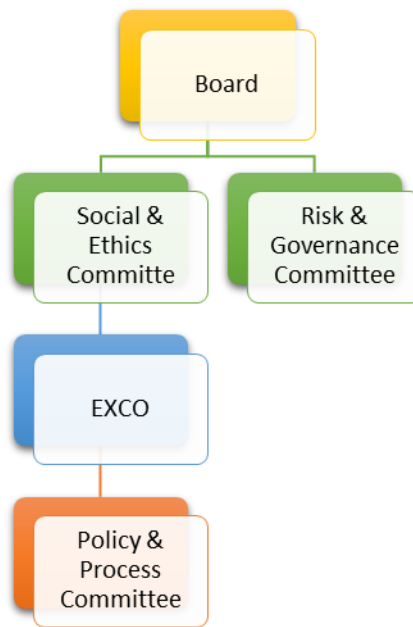 Board
Social &
Ethics
Committe
Risk &
Governance
Committee
EXCO
Policy &
Process
Committee